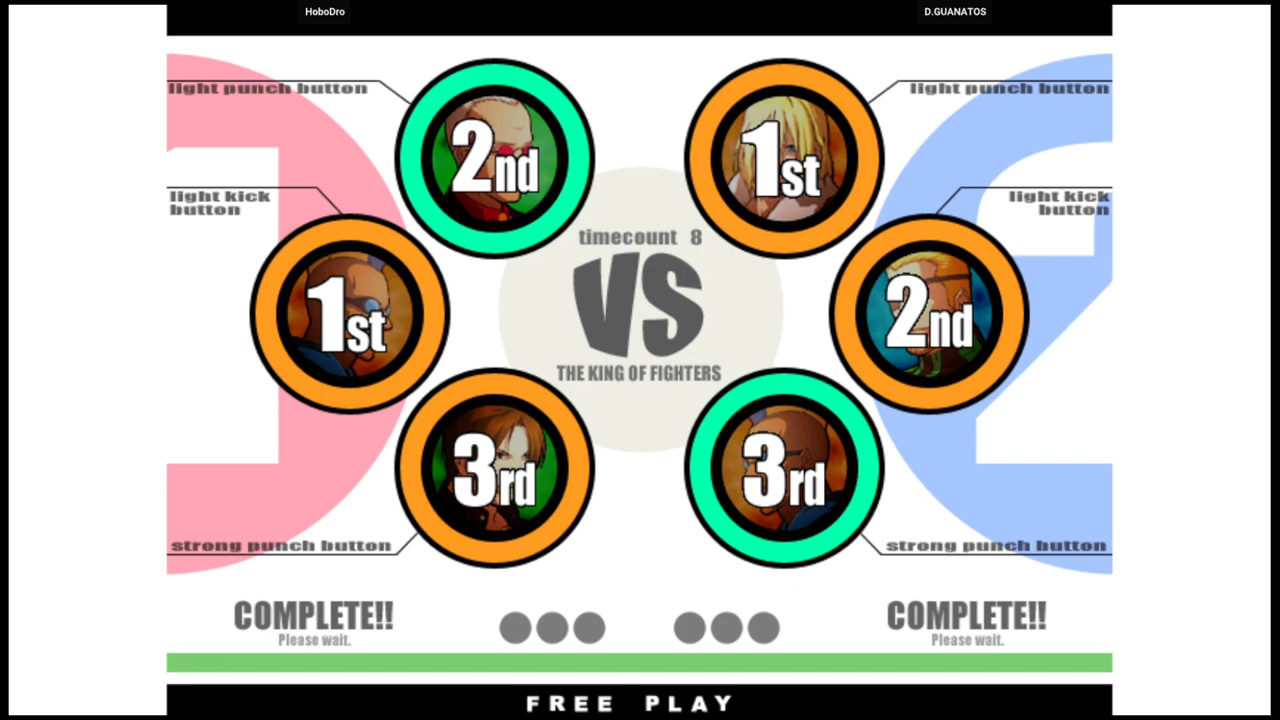 HoboDro
D.GUANATOS
light punch button
light punch button
2nd
1st
light kick
button
light kick
button
timecount 8
VS
1st
2nd
THE KING OF FIGHTERS
3rd
3rd
strong punch button
strong punch button
COMPLETE!!
Please wait.
COMPLETE!!
Please wait.
FREE PLAY